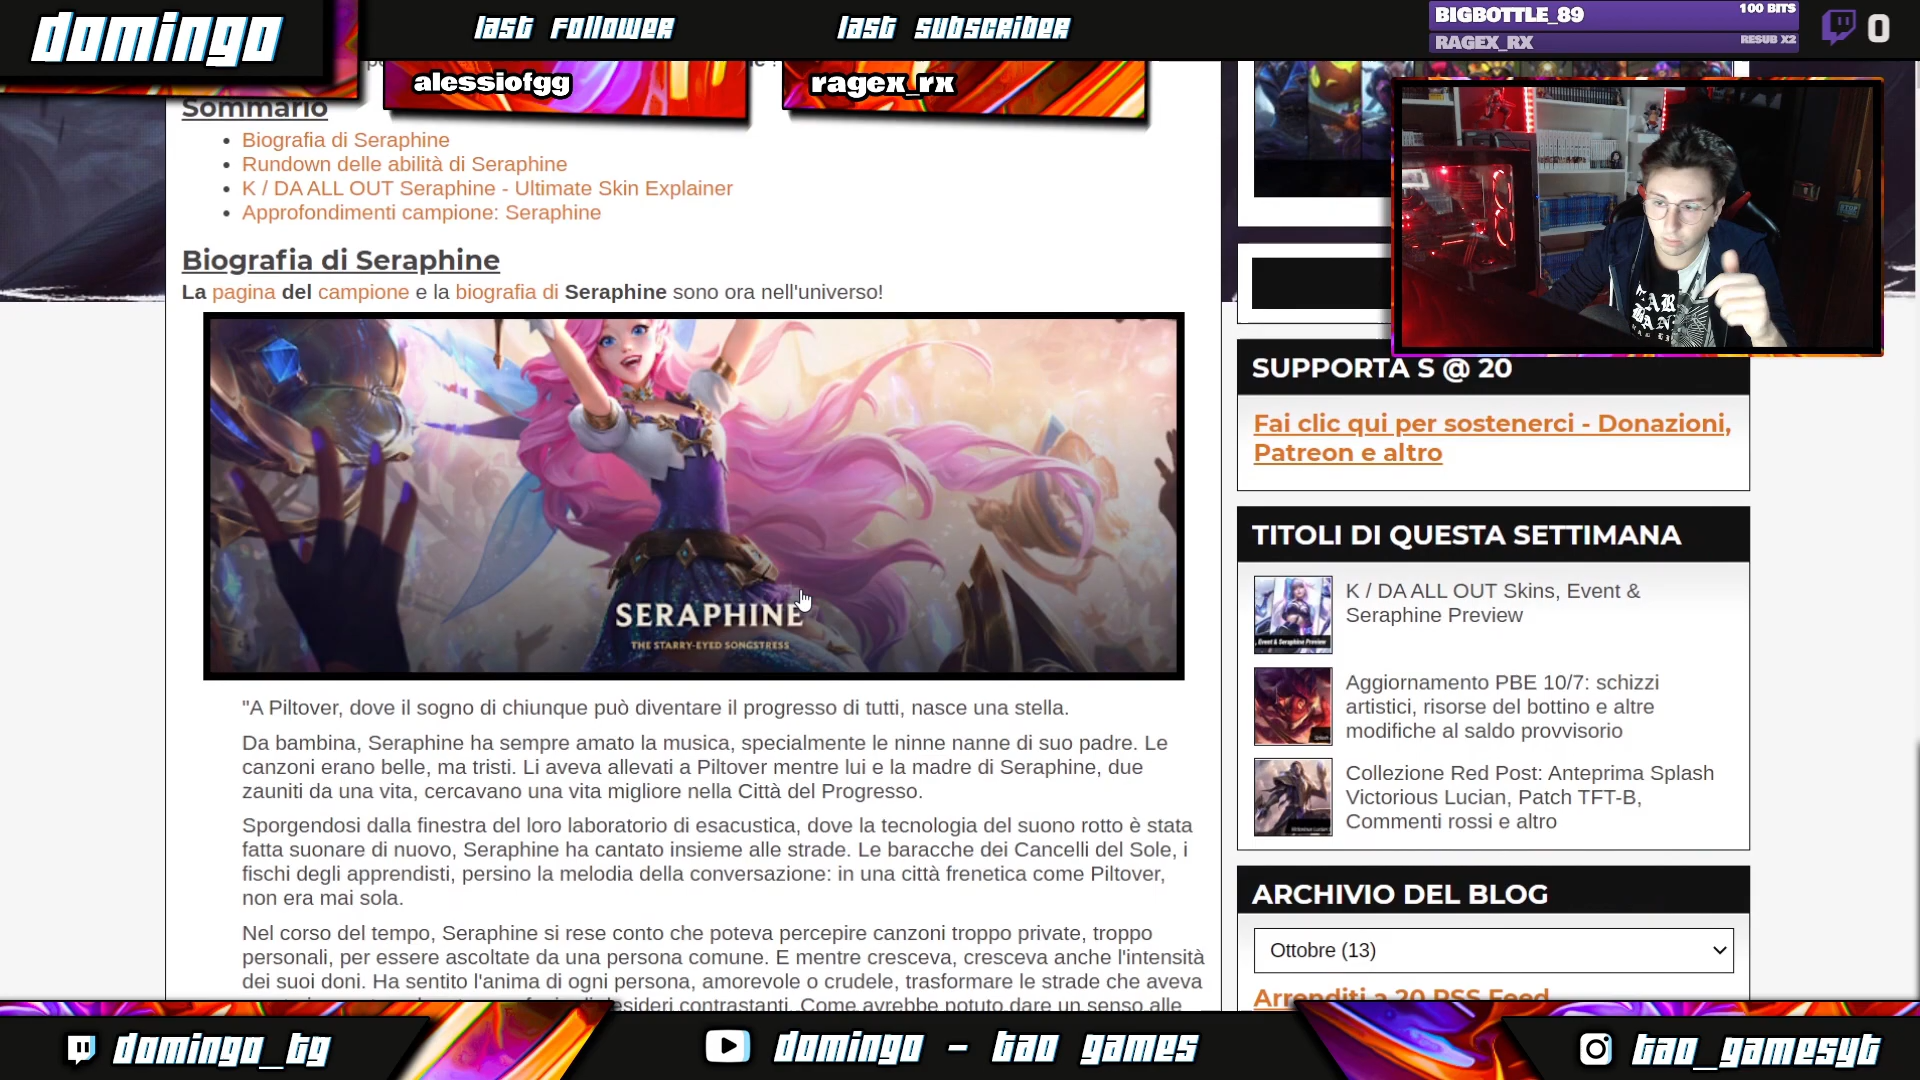 domingo
last follower
last subscriber
BIGBOTTLE_89
100 BITS
RAGEX_RX
RESUB X2
0
alessiofgg
ragex_rx
Sommario
Biografia di Seraphine
Rundown delle abilità di Seraphine
K / DA ALL OUT Seraphine - Ultimate Skin Explainer
Approfondimenti campione: Seraphine
Biografia di Seraphine
La pagina del campione e la biografia di Seraphine sono ora nell'universo!
SERAPHINE
THE STARRY-EYED SONGSTRESS
"A Piltover, dove il sogno di chiunque può diventare il progresso di tutti, nasce una stella.
Da bambina, Seraphine ha sempre amato la musica, specialmente le ninne nanne di suo padre. Le
canzoni erano belle, ma tristi. Li aveva allevati a Piltover mentre lui e la madre di Seraphine, due
zauniti da una vita, cercavano una vita migliore nella Città del Progresso.
Sporgendosi dalla finestra del loro laboratorio di esacustica, dove la tecnologia del suono rotto è stata
fatta suonare di nuovo, Seraphine ha cantato insieme alle strade. Le baracche dei Cancelli del Sole, i
fischi degli apprendisti, persino la melodia della conversazione: in una città frenetica come Piltover,
non era mai sola.
Nel corso del tempo, Seraphine si rese conto che poteva percepire canzoni troppo private, troppo
personali, per essere ascoltate da una persona comune. E mentre cresceva, cresceva anche l'intensità
dei suoi doni. Ha sentito l'anima di ogni persona, amorevole o crudele, trasformare le strade che aveva
desideri contrastanti. Come avrebbe potuto dare un senso alle
SUPPORTA S @ 20
Fai clic qui per sostenerci - Donazioni,
Patreon e altro
TITOLI DI QUESTA SETTIMANA
K / DA ALL OUT Skins, Event &
Seraphine Preview
Aggiornamento PBE 10/7: schizzi
artistici, risorse del bottino e altre
modifiche al saldo provvisorio
Collezione Red Post: Anteprima Splash
Victorious Lucian, Patch TFT-B,
Commenti rossi e altro
ARCHIVIO DEL BLOG
Ottobre (13)
Arrenditi a 20 RSS Feed
domingo_tg
domingo - tao games
tao_gamesyt